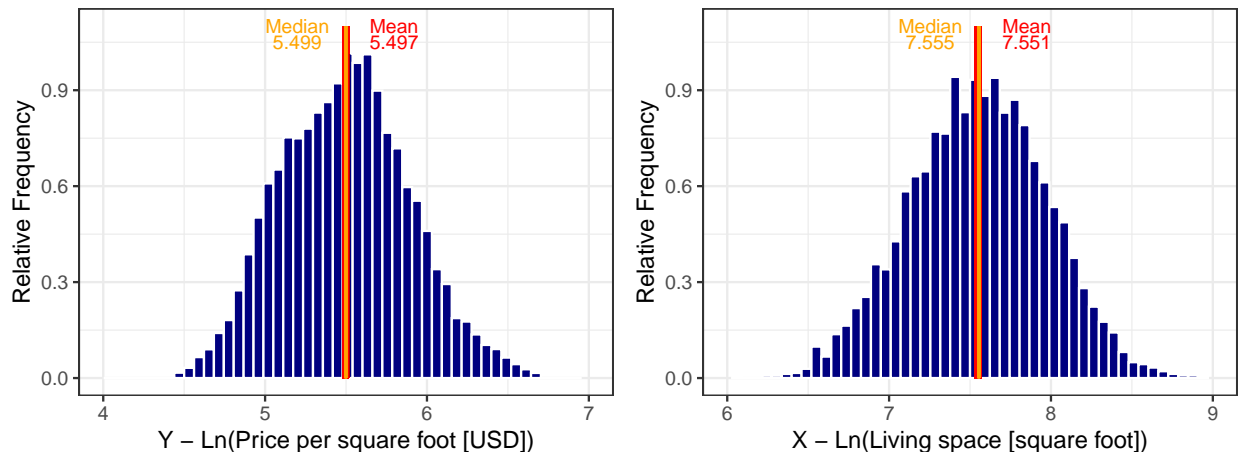 Median
5.499
Mean
5.497
Relative Frequency
0.9
0.6
0.3
0.0
4
5
6
7
Y − Ln(Price per square foot [USD])
Median
7.555
Mean
7.551
Relative Frequency
0.9
0.6
0.3
0.0
6
7
8
9
X − Ln(Living space [square foot])